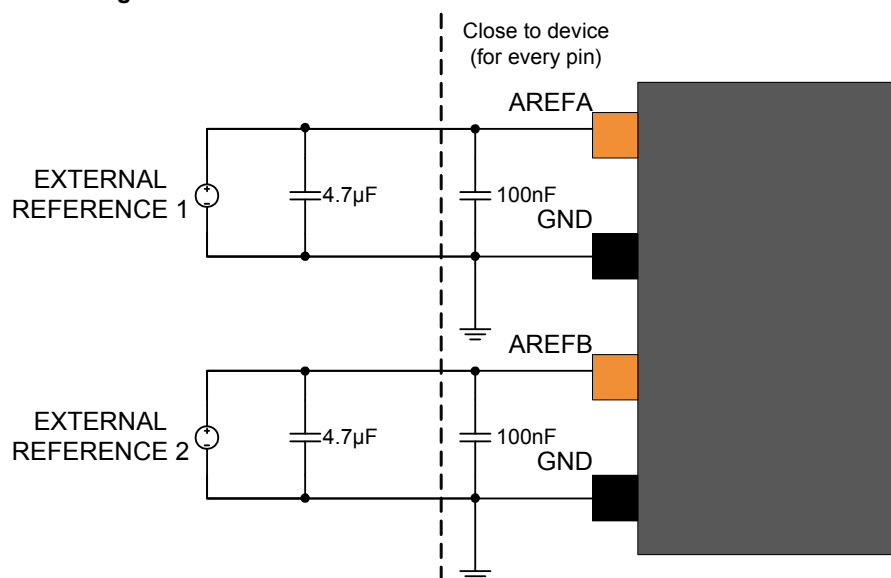 Close to device
(for every pin)
AREFA
EXTERNAL
REFERENCE 1
4.7µF
100nF
GND
AREFB
EXTERNAL
REFERENCE 2
4.7µF
100nF
GND